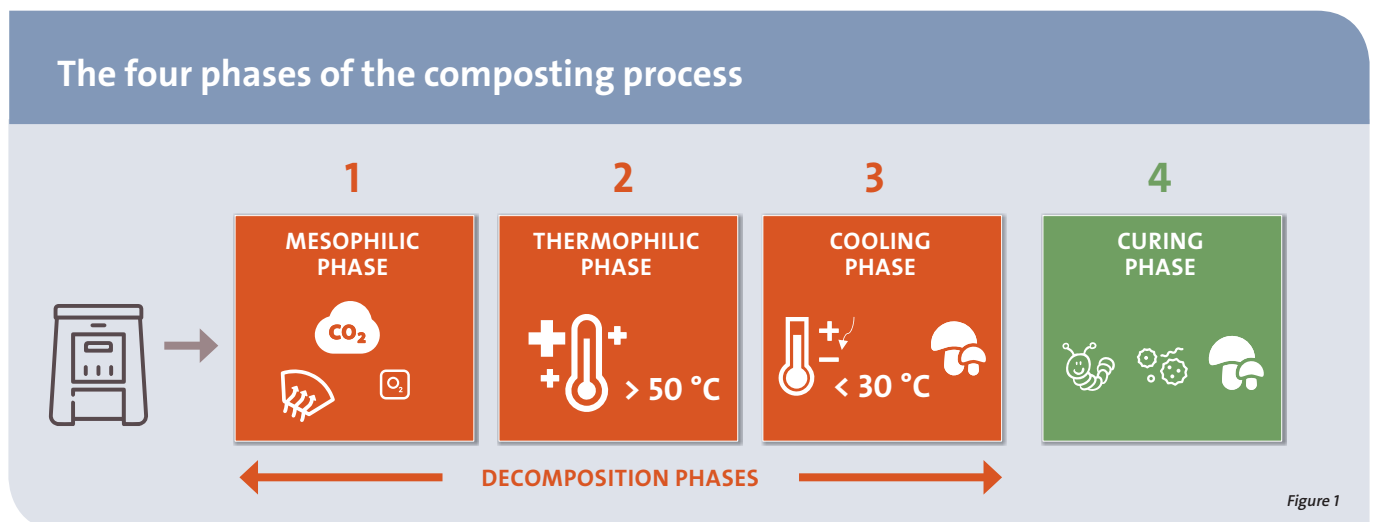 The four phases of the composting process
1
2
3
4
MESOPHILIC
PHASE
CO₂
O₂
THERMOPHILIC
PHASE
> 50 °C
COOLING
PHASE
< 30 °C
CURING
PHASE
DECOMPOSITION PHASES
Figure 1